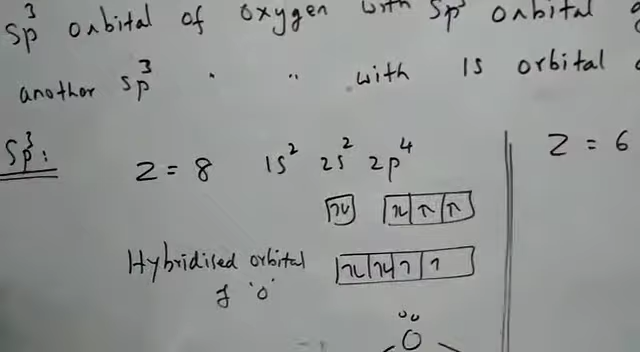 sp³ orbital of oxygen with sp³ orbital
another sp³ " " with 1s orbital
sp³:
Z = 8 1s² 2s² 2p⁴
Z = 6
Hybridised orbital
of 'o'
O